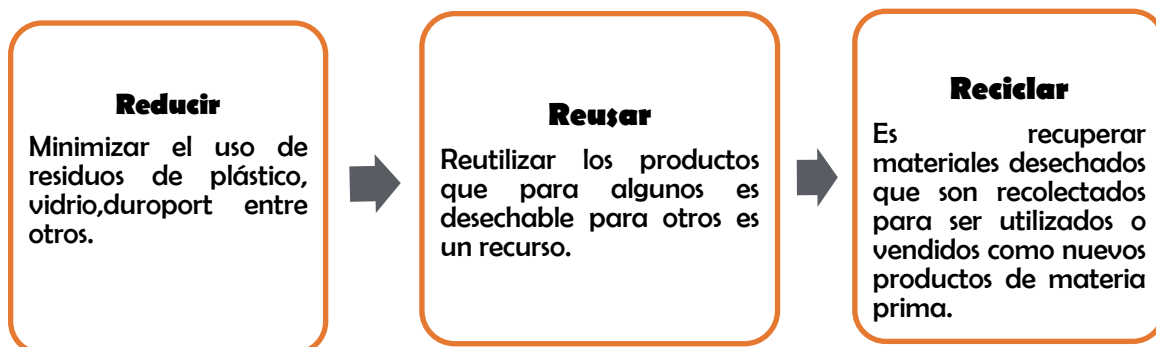 Reducir
Minimizar el uso de
residuos de plástico,
vidrio,duroport entre
otros.
Reusar
Reutilizar los productos
que para algunos es
desechable para otros es
un recurso.
Reciclar
Es recuperar
materiales desechados
que son recolectados
para ser utilizados o
vendidos como nuevos
productos de materia
prima.